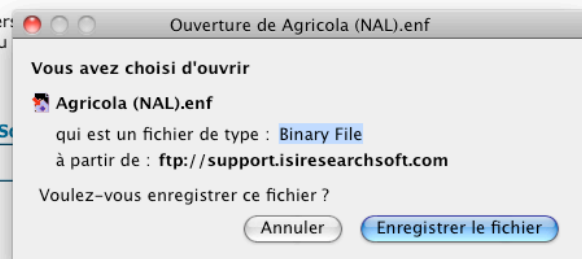 Ouverture de Agricola (NAL).enf
Vous avez choisi d'ouvrir
Agricola (NAL).enf
qui est un fichier de type : Binary File
à partir de : ftp://support.isiresearchsoft.com
Voulez-vous enregistrer ce fichier ?
Annuler Enregistrer le fichier